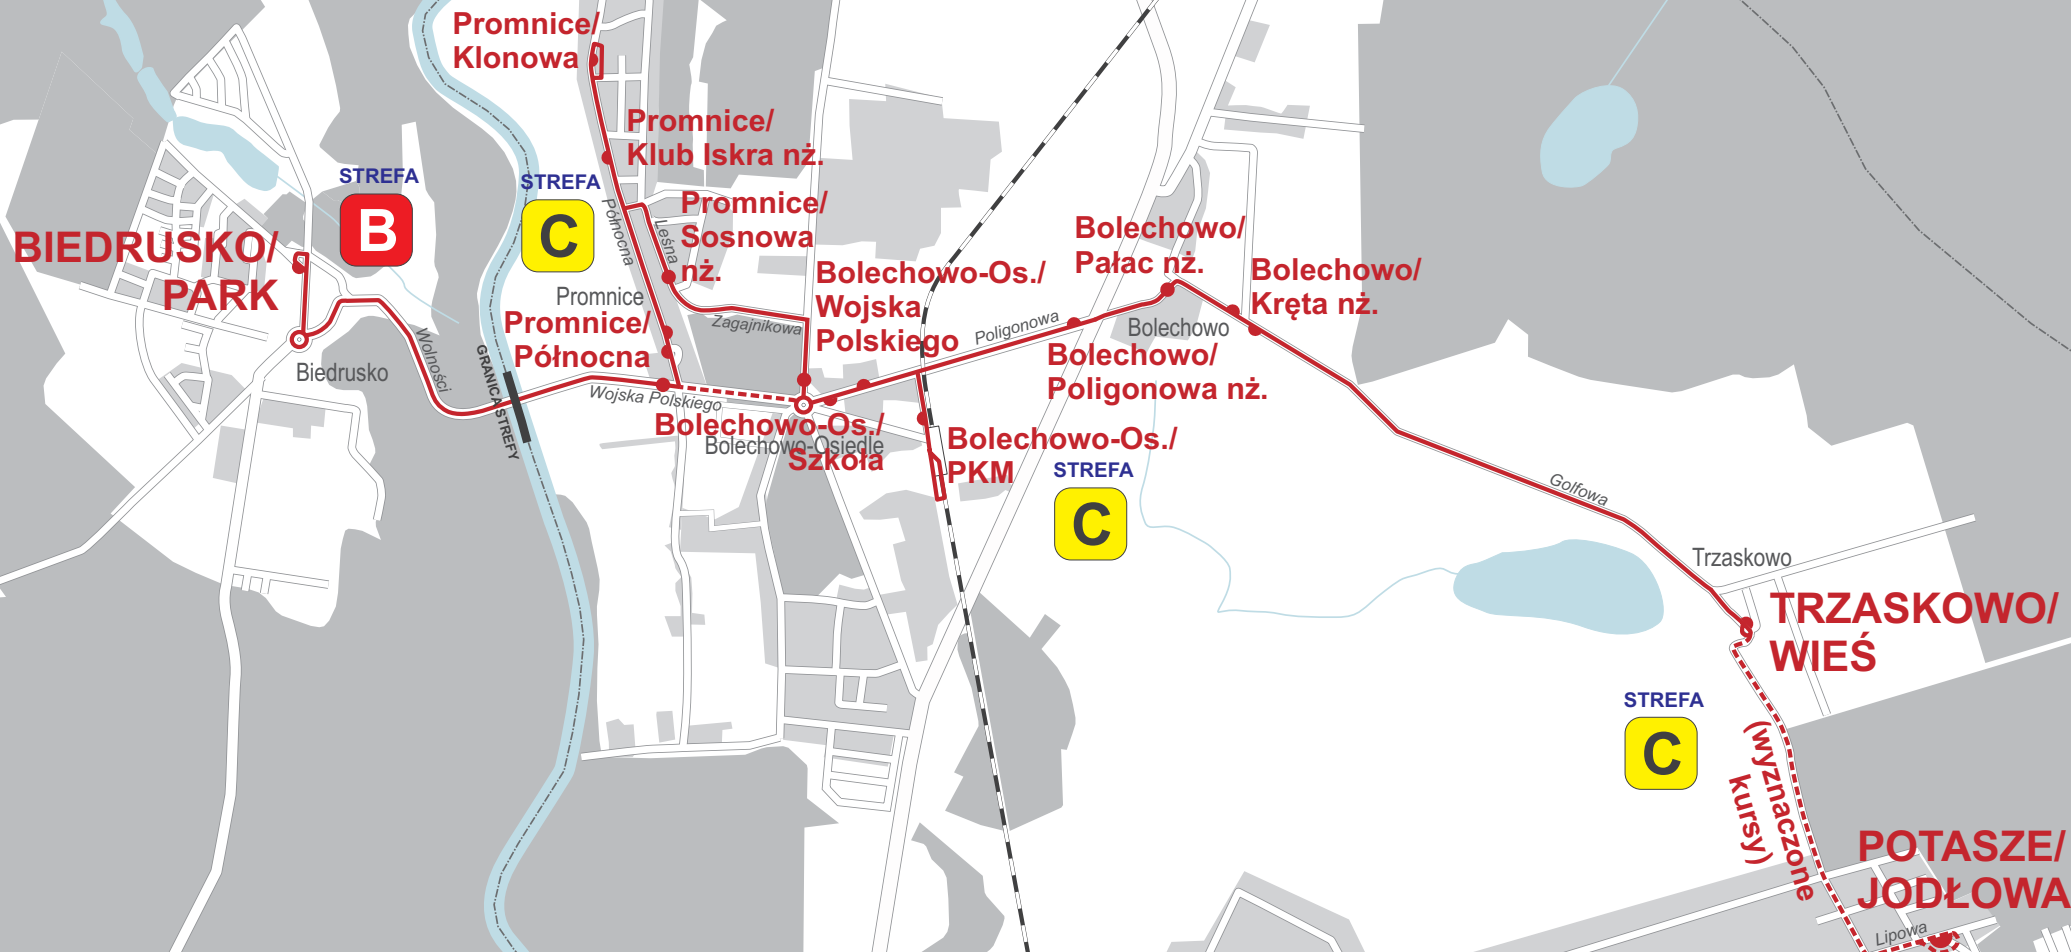 Promnice/
Klonowa
Promnice/
Klub Iskra nż.
STREFA
B
STREFA
C
Północna
Leśna
Promnice/
Sosnowa
nż.
BIEDRUSKO/
PARK
Promnice
Promnice/
Północna
Zagajnikowa
Bolechowo-Os./
Wojska
Polskiego
Bolechowo/
Pałac nż.
Bolechowo/
Kręta nż.
Poligonowa
Bolechowo
Bolechowo/
Poligonowa nż.
Biedrusko
Wolności
GRANICA STREFY
Wojska Polskiego
Bolechowo-Os./
Szkoła
Bolechowo-Osiedle
Bolechowo-Os./
PKM
STREFA
C
Golfowa
Trzaskowo
TRZASKOWO/
WIEŚ
STREFA
C
(wyznaczone
kursy)
POTASZE/
JODŁOWA
Lipowa